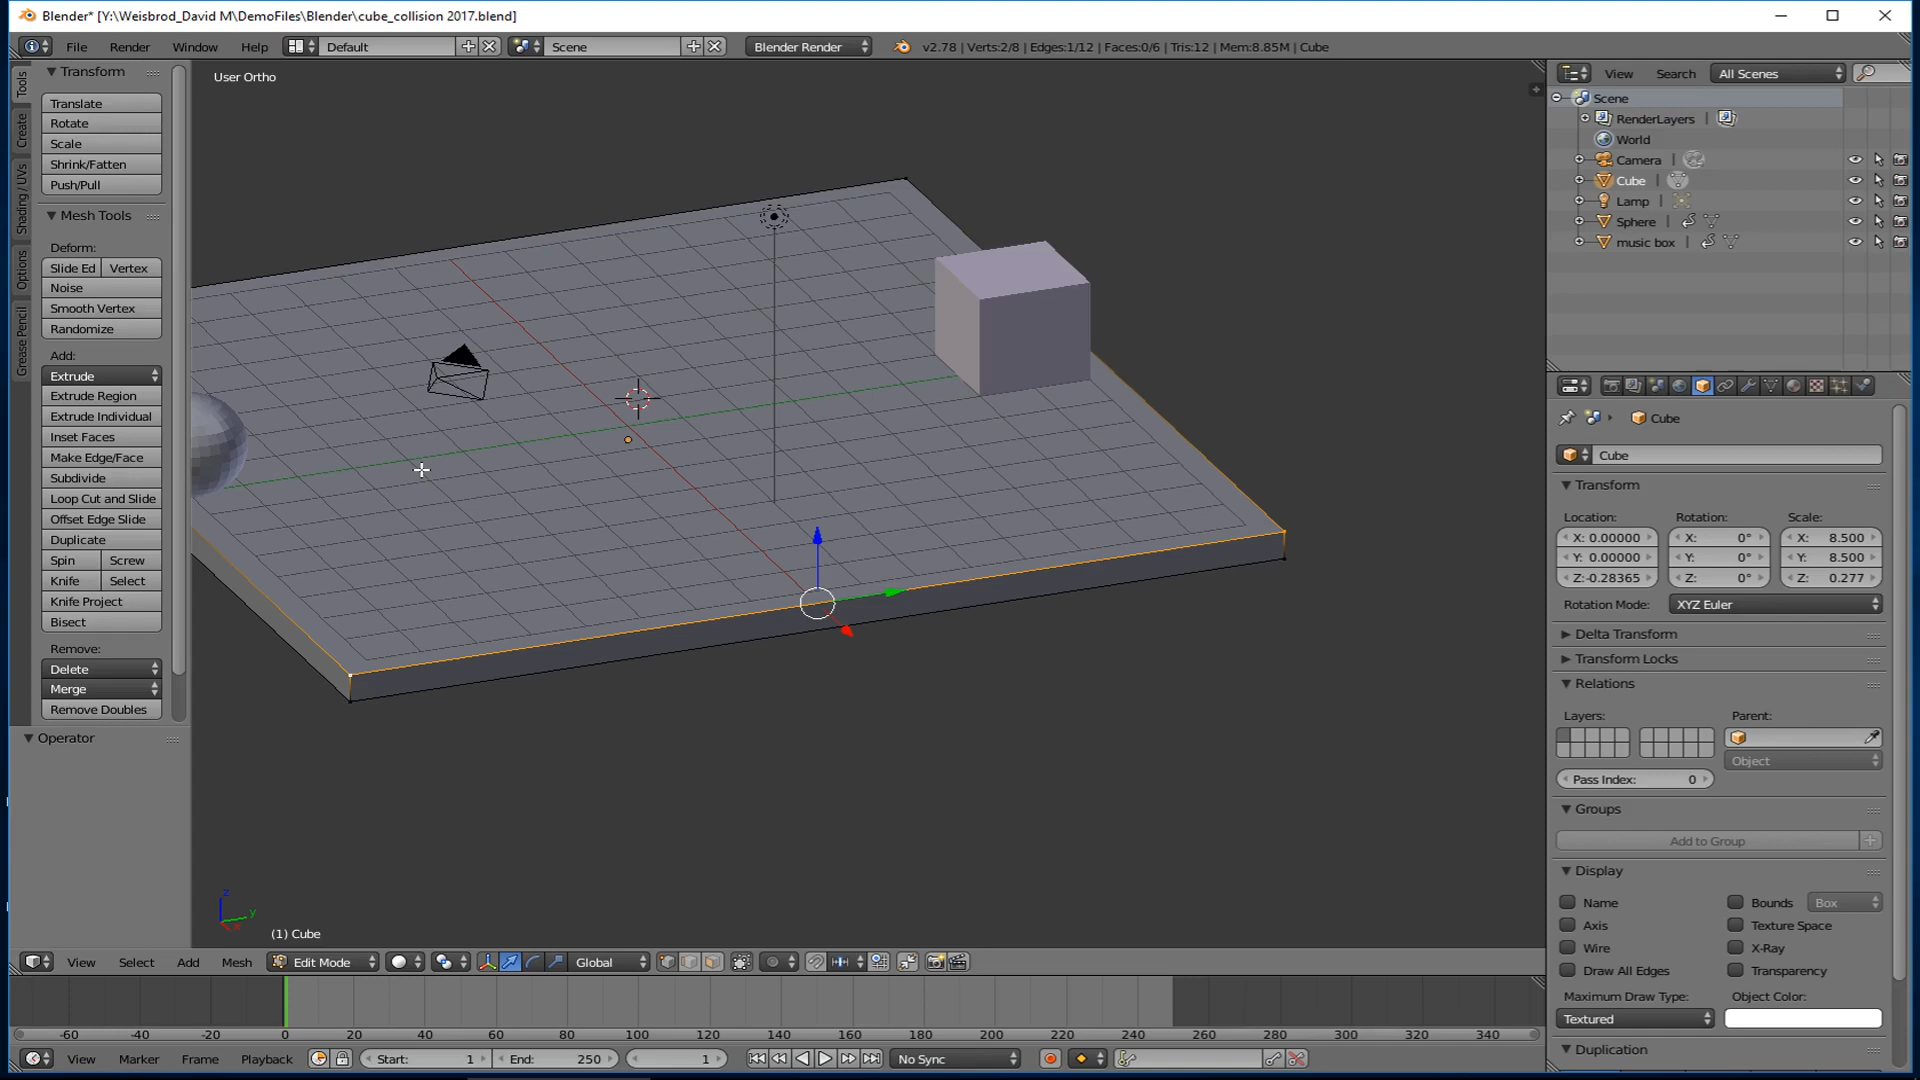 Blender* [Y:\Weisbrod_David M\DemoFiles\Blender\cube_collision 2017.blend]
File Render Window Help Default Scene Blender Render v2.78 | Verts:2/8 | Edges:1/12 | Faces:0/6 | Tris:12 | Mem:8.85M | Cube
Tools
Create
Shading / UVs
Options
Grease Pencil
Transform
Translate
Rotate
Scale
Shrink/Fatten
Push/Pull
Mesh Tools
Deform:
Slide Ed Vertex
Noise
Smooth Vertex
Randomize
Add:
Extrude
Extrude Region
Extrude Individual
Inset Faces
Make Edge/Face
Subdivide
Loop Cut and Slide
Offset Edge Slide
Duplicate
Spin Screw
Knife Select
Knife Project
Bisect
Remove:
Delete
Merge
Remove Doubles
Operator
User Ortho
z
y
x
(1) Cube
View Select Add Mesh Edit Mode Global
-60 -40 -20 0 20 40 60 80 100 120 140 160 180 200 220 240 260 280 300 320 340
View Marker Frame Playback Start: 1 End: 250 1 No Sync
View Search All Scenes
Scene
RenderLayers
World
Camera
Cube
Lamp
Sphere
music box
Cube
Cube
Transform
Location: Rotation: Scale:
X: 0.00000 X: 0° X: 8.500
Y: 0.00000 Y: 0° Y: 8.500
Z:-0.28365 Z: 0° Z: 0.277
Rotation Mode: XYZ Euler
Delta Transform
Transform Locks
Relations
Layers: Parent:
Object
Pass Index: 0
Groups
Add to Group
Display
Name Bounds Box
Axis Texture Space
Wire X-Ray
Draw All Edges Transparency
Maximum Draw Type: Object Color:
Textured
Duplication